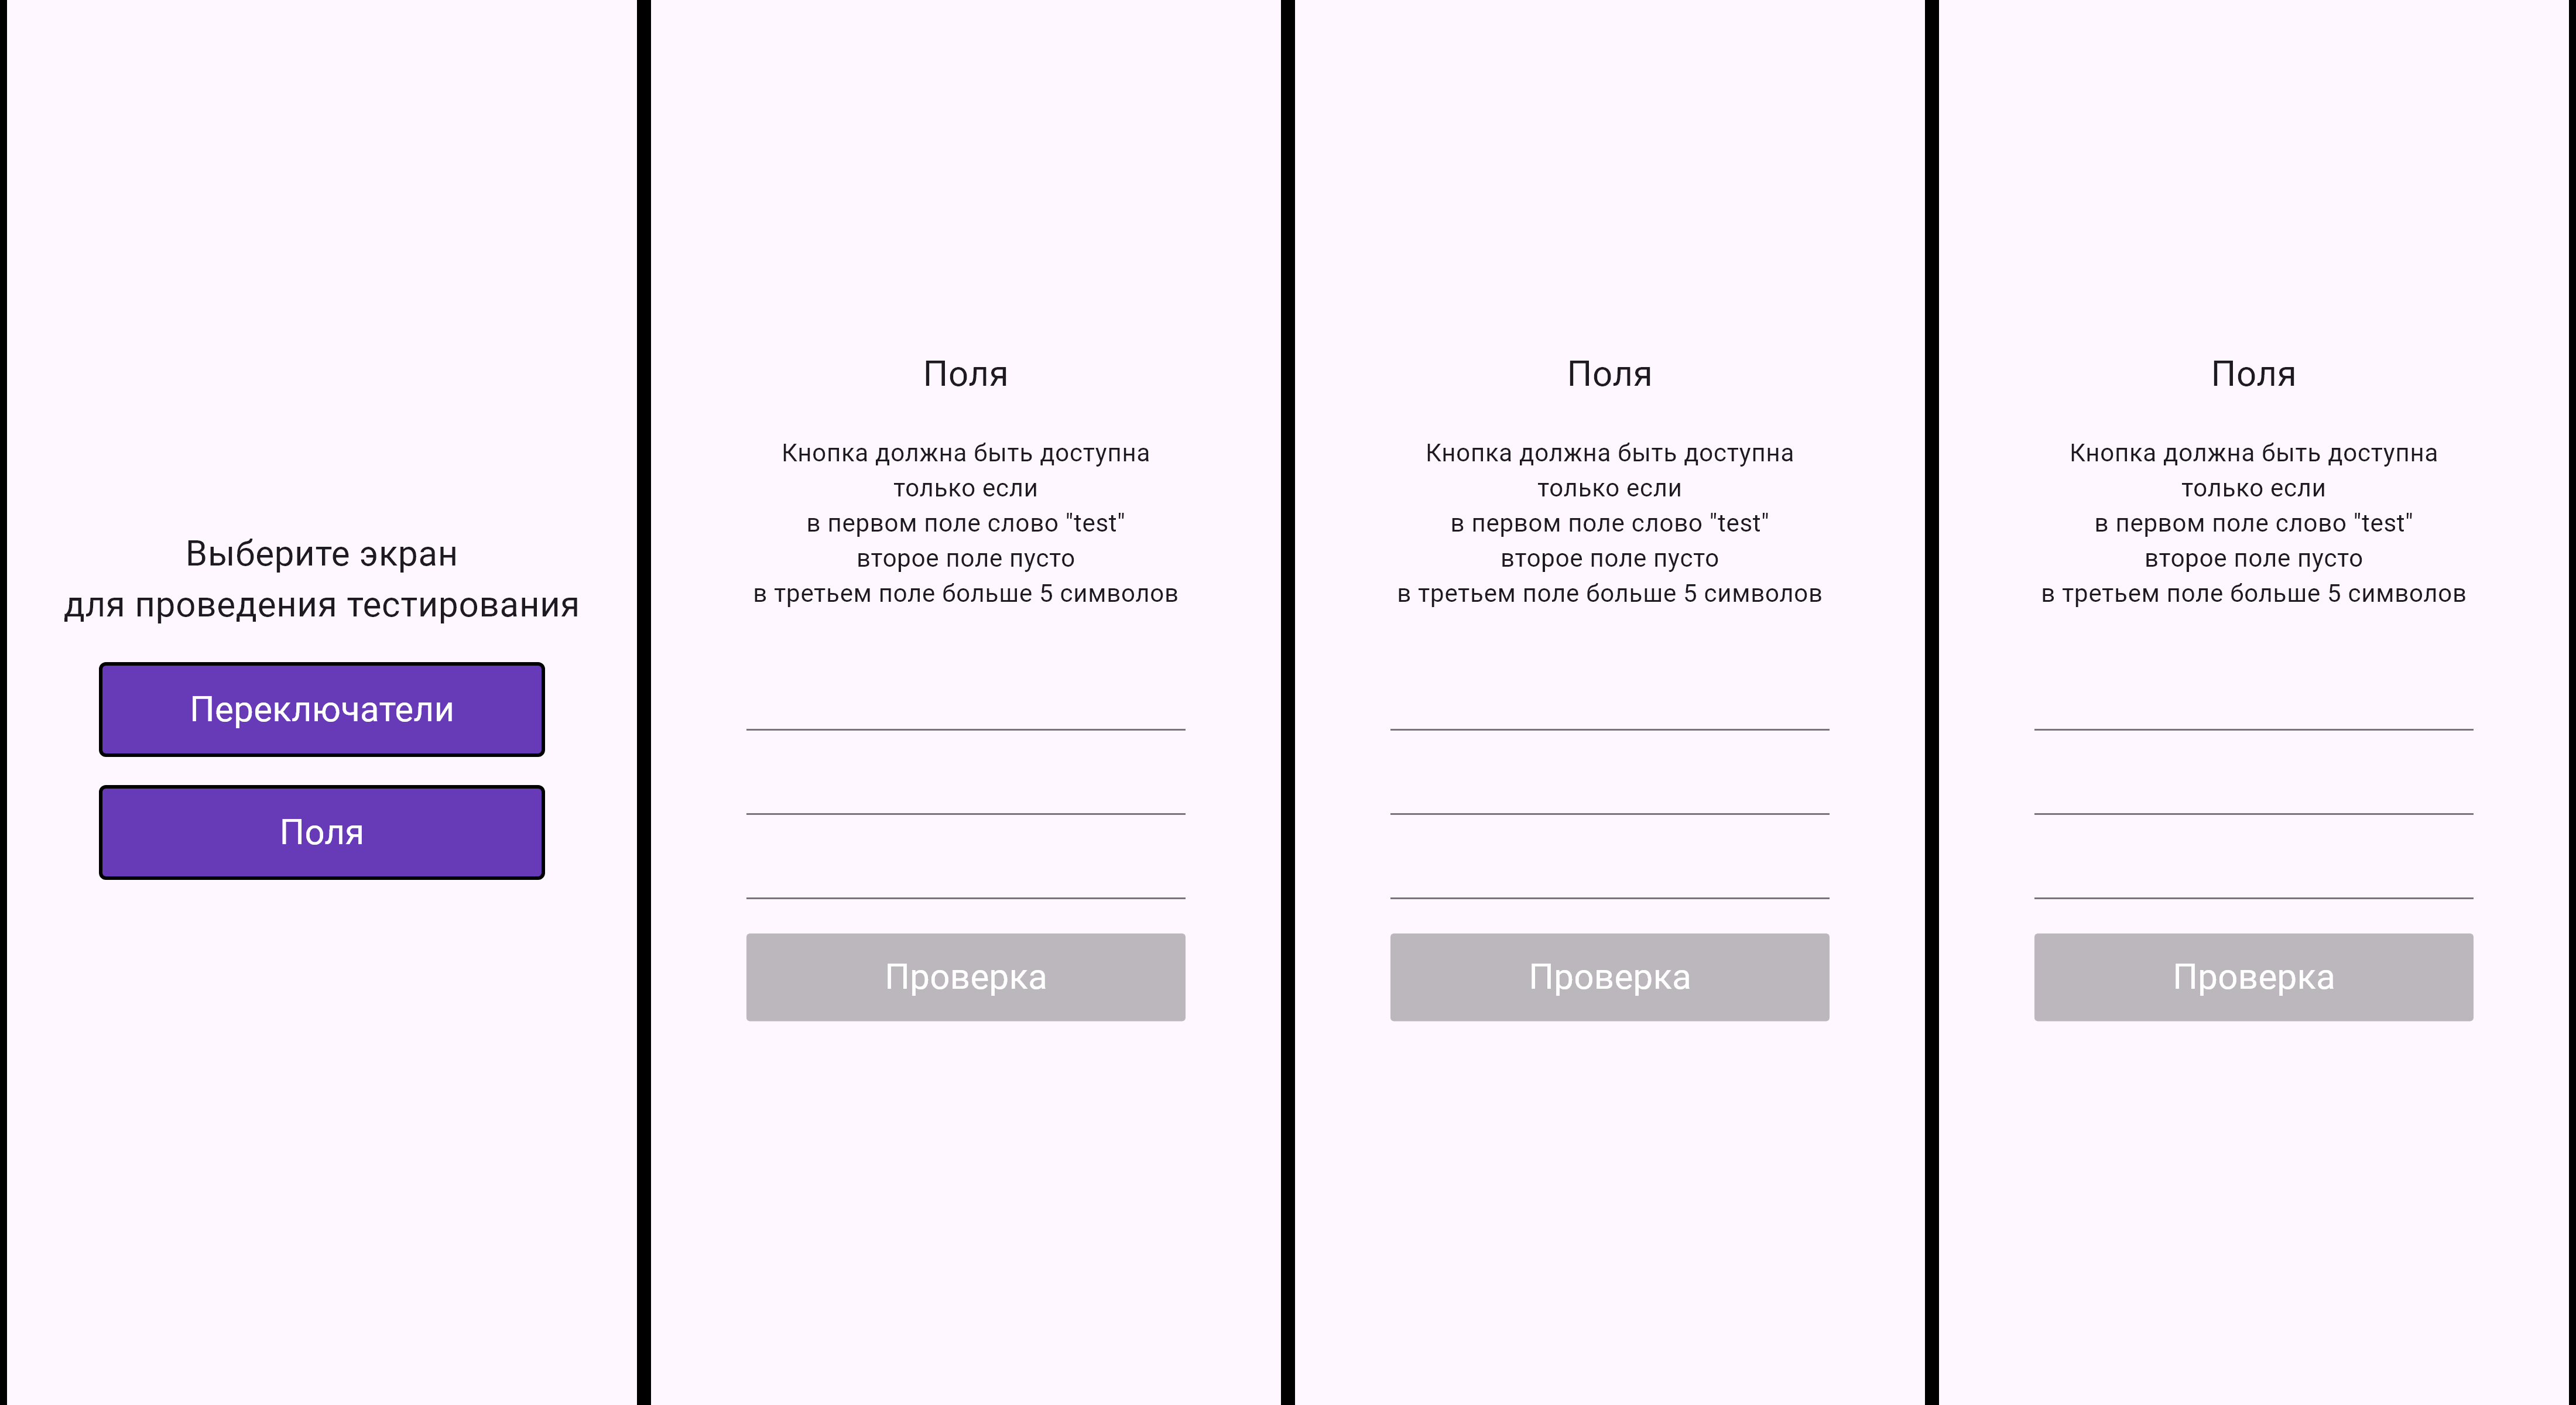 Выберите экран
для проведения тестирования
Переключатели
Поля
Поля
Кнопка должна быть доступна
только если
в первом поле слово "test"
второе поле пусто
в третьем поле больше 5 символов
Проверка
Поля
Кнопка должна быть доступна
только если
в первом поле слово "test"
второе поле пусто
в третьем поле больше 5 символов
Проверка
Поля
Кнопка должна быть доступна
только если
в первом поле слово "test"
второе поле пусто
в третьем поле больше 5 символов
Проверка